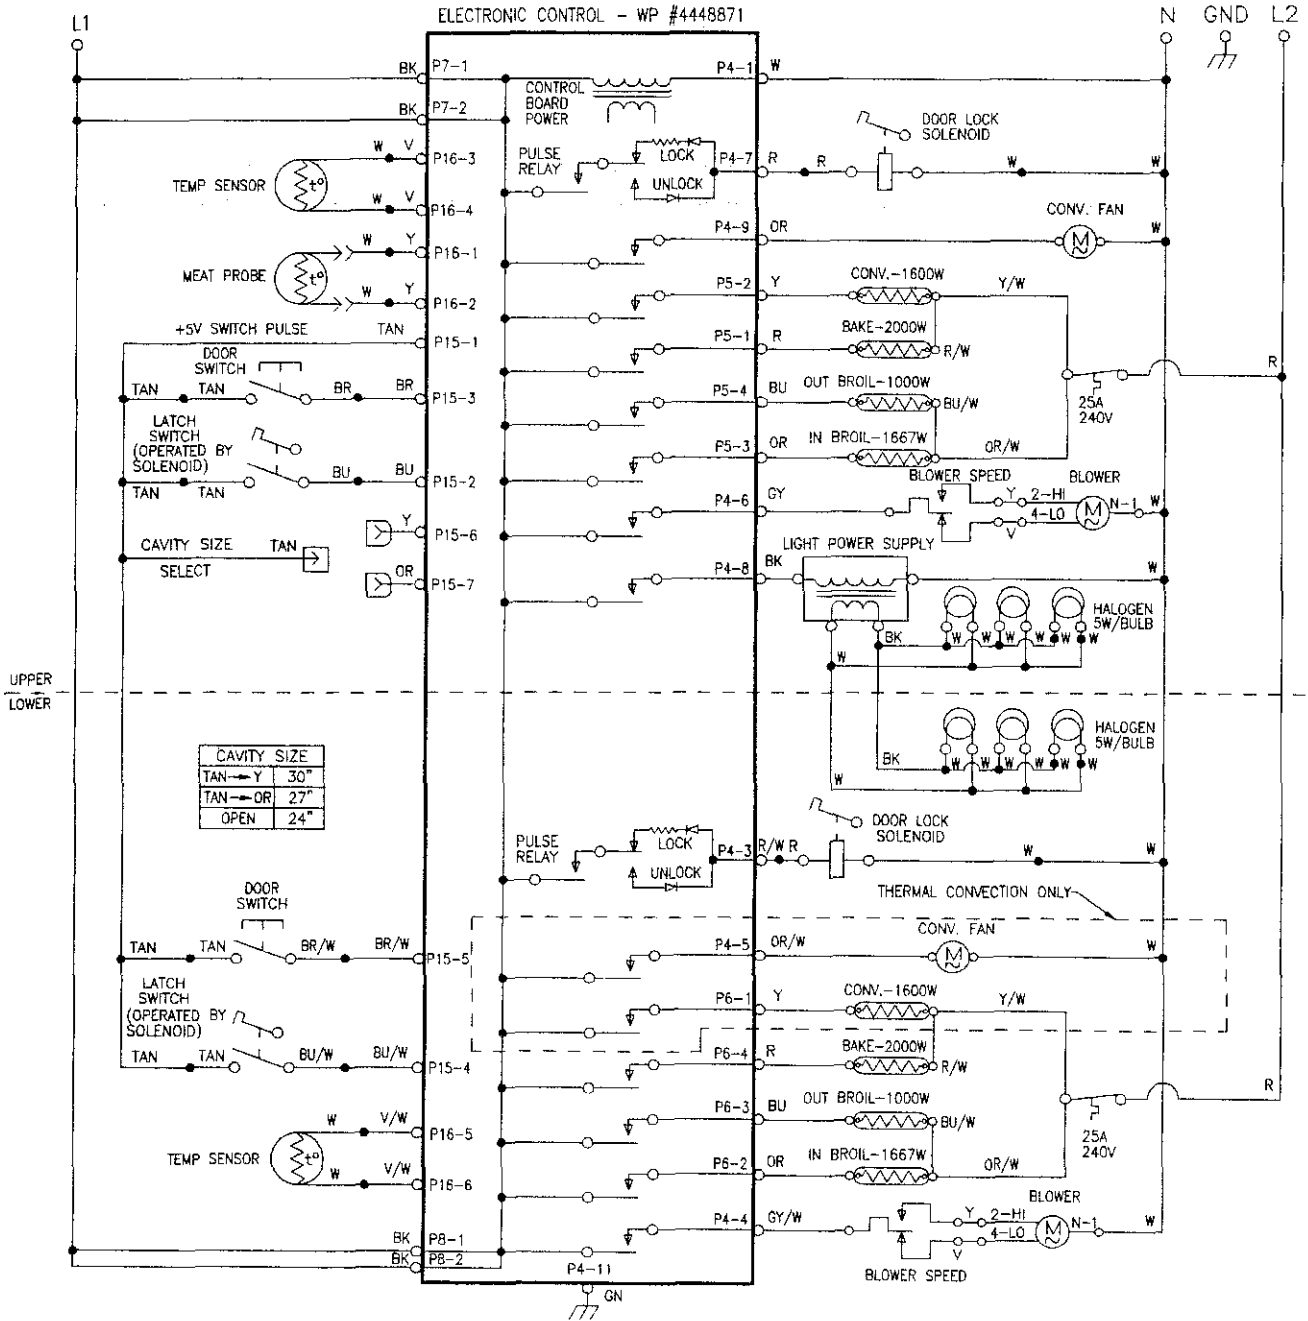 ELECTRONIC CONTROL - WP #4448871
L1
N GND L2
BK P7-1 P4-1 W
CONTROL
BOARD
POWER
BK P7-2
DOOR LOCK
SOLENOID
W V P16-3
PULSE
RELAY
LOCK
P4-7 R R W W
TEMP SENSOR t°
UNLOCK
W V P16-4
CONV. FAN
P4-9 OR M W
W Y P16-1
MEAT PROBE t°
P5-2 Y CONV.-1600W Y/W
W Y P16-2
+5V SWITCH PULSE TAN P15-1
P5-1 R BAKE-2000W R/W
DOOR
SWITCH
R
TAN TAN BR BR P15-3
P5-4 BU OUT BROIL-1000W BU/W
25A
240V
LATCH
SWITCH
(OPERATED BY
SOLENOID)
P5-3 OR IN BROIL-1667W OR/W
TAN TAN BU BU P15-2
BLOWER SPEED BLOWER
P4-6 GY Y 2-HI M N-1 W
V 4-LO
Y P15-6
CAVITY SIZE TAN
SELECT
LIGHT POWER SUPPLY
OR P15-7
P4-8 BK W
HALOGEN
5W/BULB
BK W W W W W
W
UPPER
LOWER
HALOGEN
5W/BULB
BK W W W W W
W
CAVITY SIZE
TAN Y 30"
TAN OR 27"
OPEN 24"
DOOR LOCK
SOLENOID
PULSE
RELAY
LOCK
UNLOCK
P4-3 R/W R W W
THERMAL CONVECTION ONLY
DOOR
SWITCH
CONV. FAN
TAN TAN BR/W BR/W P15-5
P4-5 OR/W M W
LATCH
SWITCH
(OPERATED BY
SOLENOID)
P6-1 Y CONV.-1600W Y/W
TAN TAN BU/W BU/W P15-4
P6-4 R BAKE-2000W R/W
R
P6-3 BU OUT BROIL-1000W BU/W
25A
240V
W V/W P16-5
TEMP SENSOR t°
P6-2 OR IN BROIL-1667W OR/W
W V/W P16-6
BLOWER
P4-4 GY/W Y 2-HI M N-1 W
V 4-LO
BLOWER SPEED
BK P8-1
BK P8-2
P4-11
GN